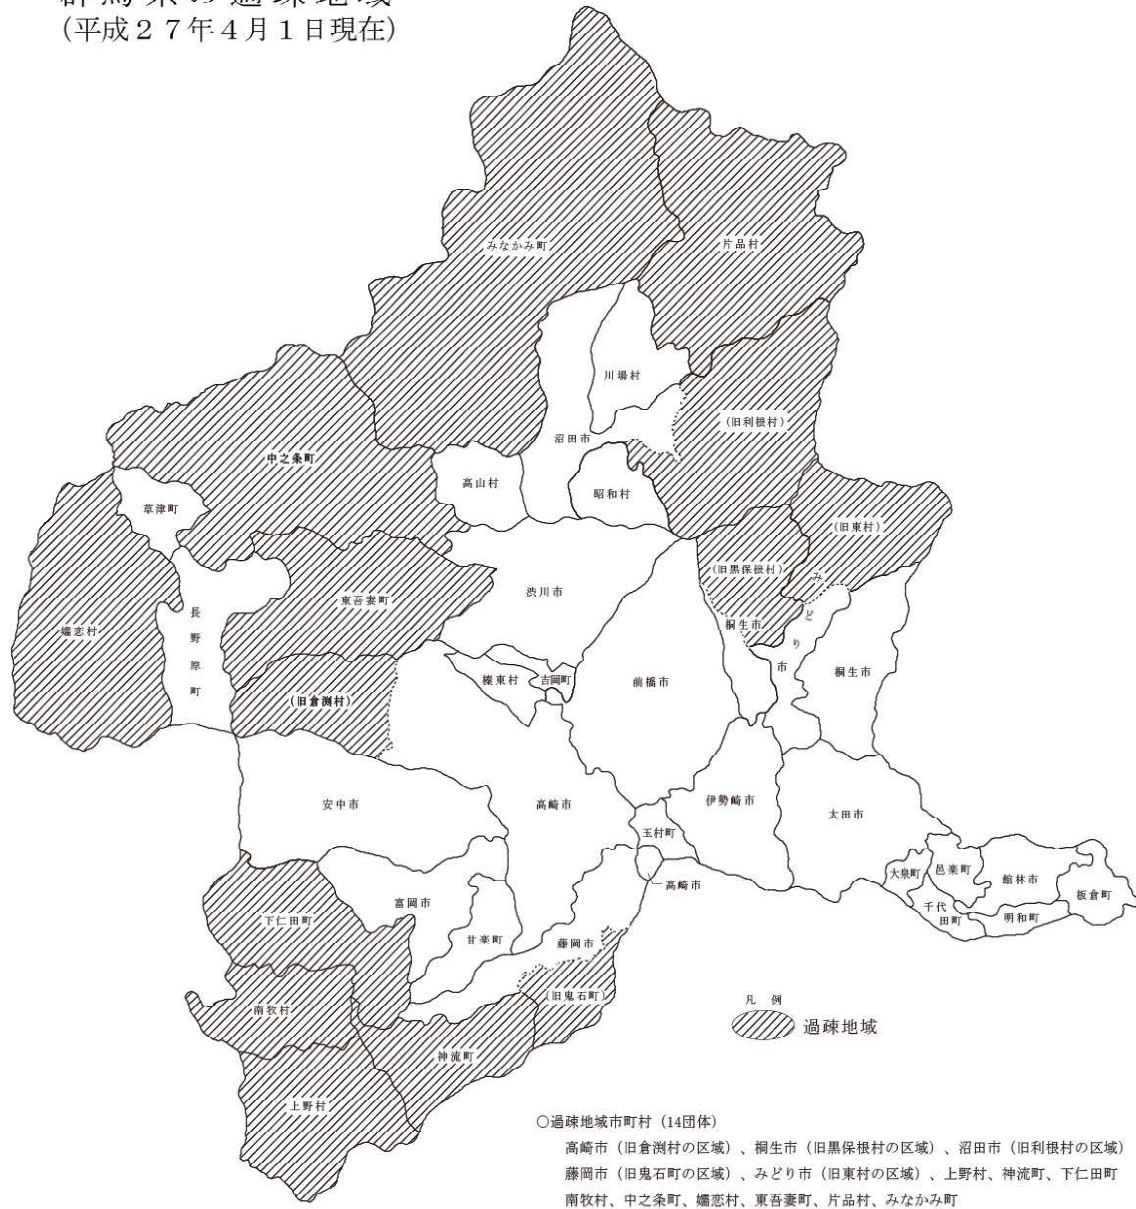 群馬県の過疎地域
(平成２７年４月１日現在)
みなかみ町
片品村
川場村
(旧利根村)
沼田市
中之条町
高山村
昭和村
草津町
(旧東村)
(旧黒保根村)
渋川市
東吾妻町
嬬恋村
長野原町
桐生市
みどり市
桐生市
榛東村
吉岡町
前橋市
(旧倉渕村)
安中市
高崎市
伊勢崎市
太田市
玉村町
高崎市
大泉町
邑楽町
館林市
板倉町
千代田町
明和町
富岡市
下仁田町
甘楽町
藤岡市
(旧鬼石町)
南牧村
神流町
上野村
凡 例
過疎地域
○過疎地域市町村（14団体）
高崎市（旧倉渕村の区域）、桐生市（旧黒保根村の区域）、沼田市（旧利根村の区域）
藤岡市（旧鬼石町の区域）、みどり市（旧東村の区域）、上野村、神流町、下仁田町
南牧村、中之条町、嬬恋村、東吾妻町、片品村、みなかみ町